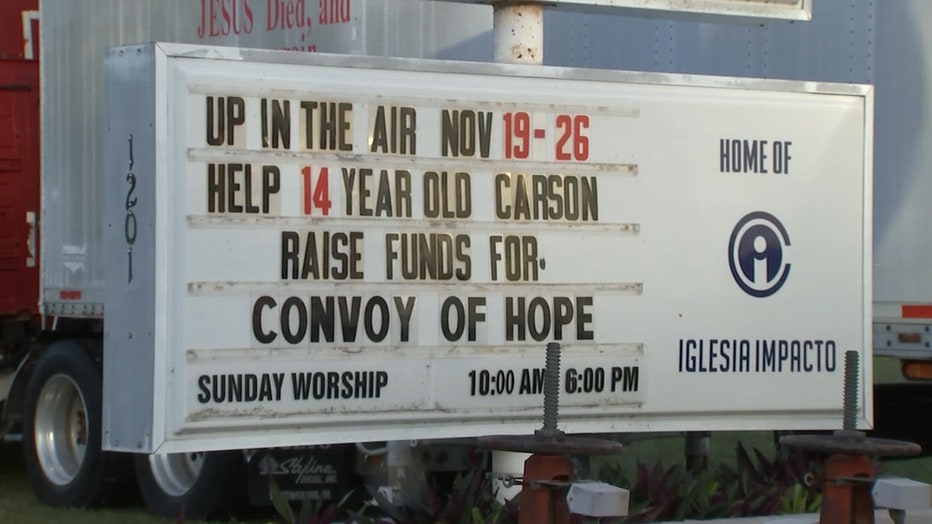 JESUS Died, and
1201
UP IN THE AIR NOV 19-26
HELP 14 YEAR OLD CARSON
RAISE FUNDS FOR.
CONVOY OF HOPE
SUNDAY WORSHIP 10:00 AM 6:00 PM
HOME OF
IGLESIA IMPACTO
Skyline